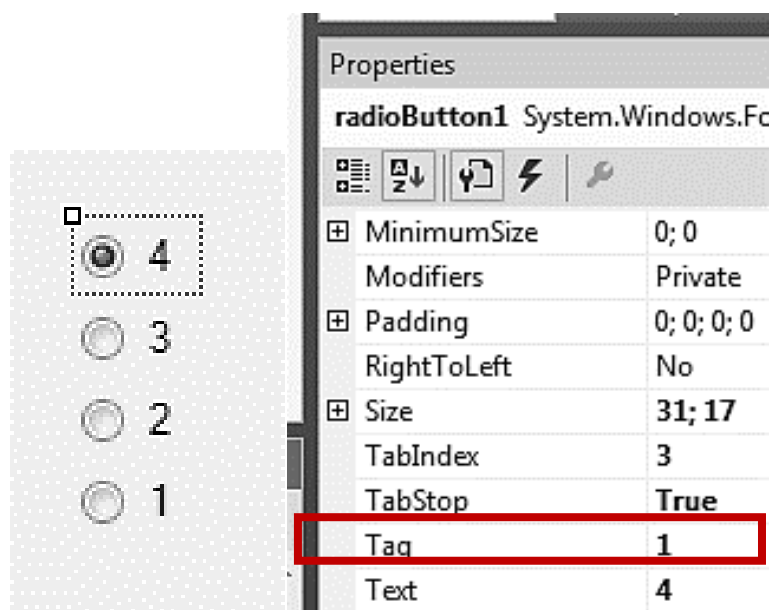 4
3
2
1
Properties
radioButton1 System.Windows.Fo
MinimumSize 0; 0
Modifiers Private
Padding 0; 0; 0; 0
RightToLeft No
Size 31; 17
TabIndex 3
TabStop True
Tag 1
Text 4